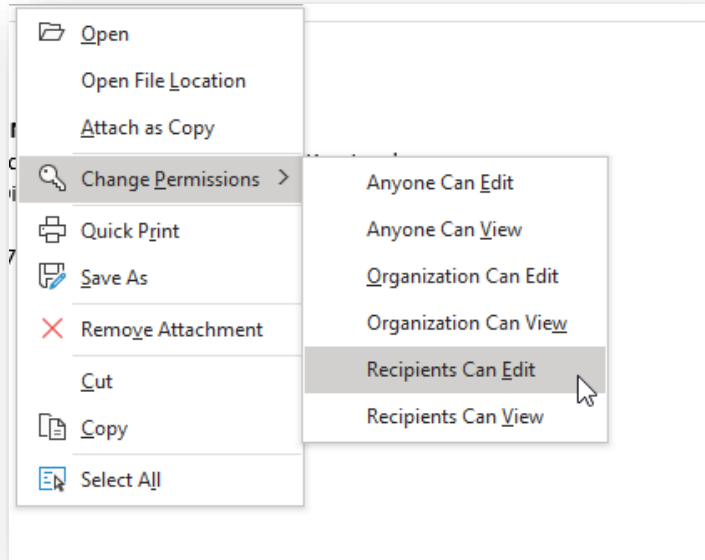 Open
Open File Location
Attach as Copy
Change Permissions >
Anyone Can Edit
Anyone Can View
Organization Can Edit
Organization Can View
Recipients Can Edit
Recipients Can View
Quick Print
Save As
Remove Attachment
Cut
Copy
Select All